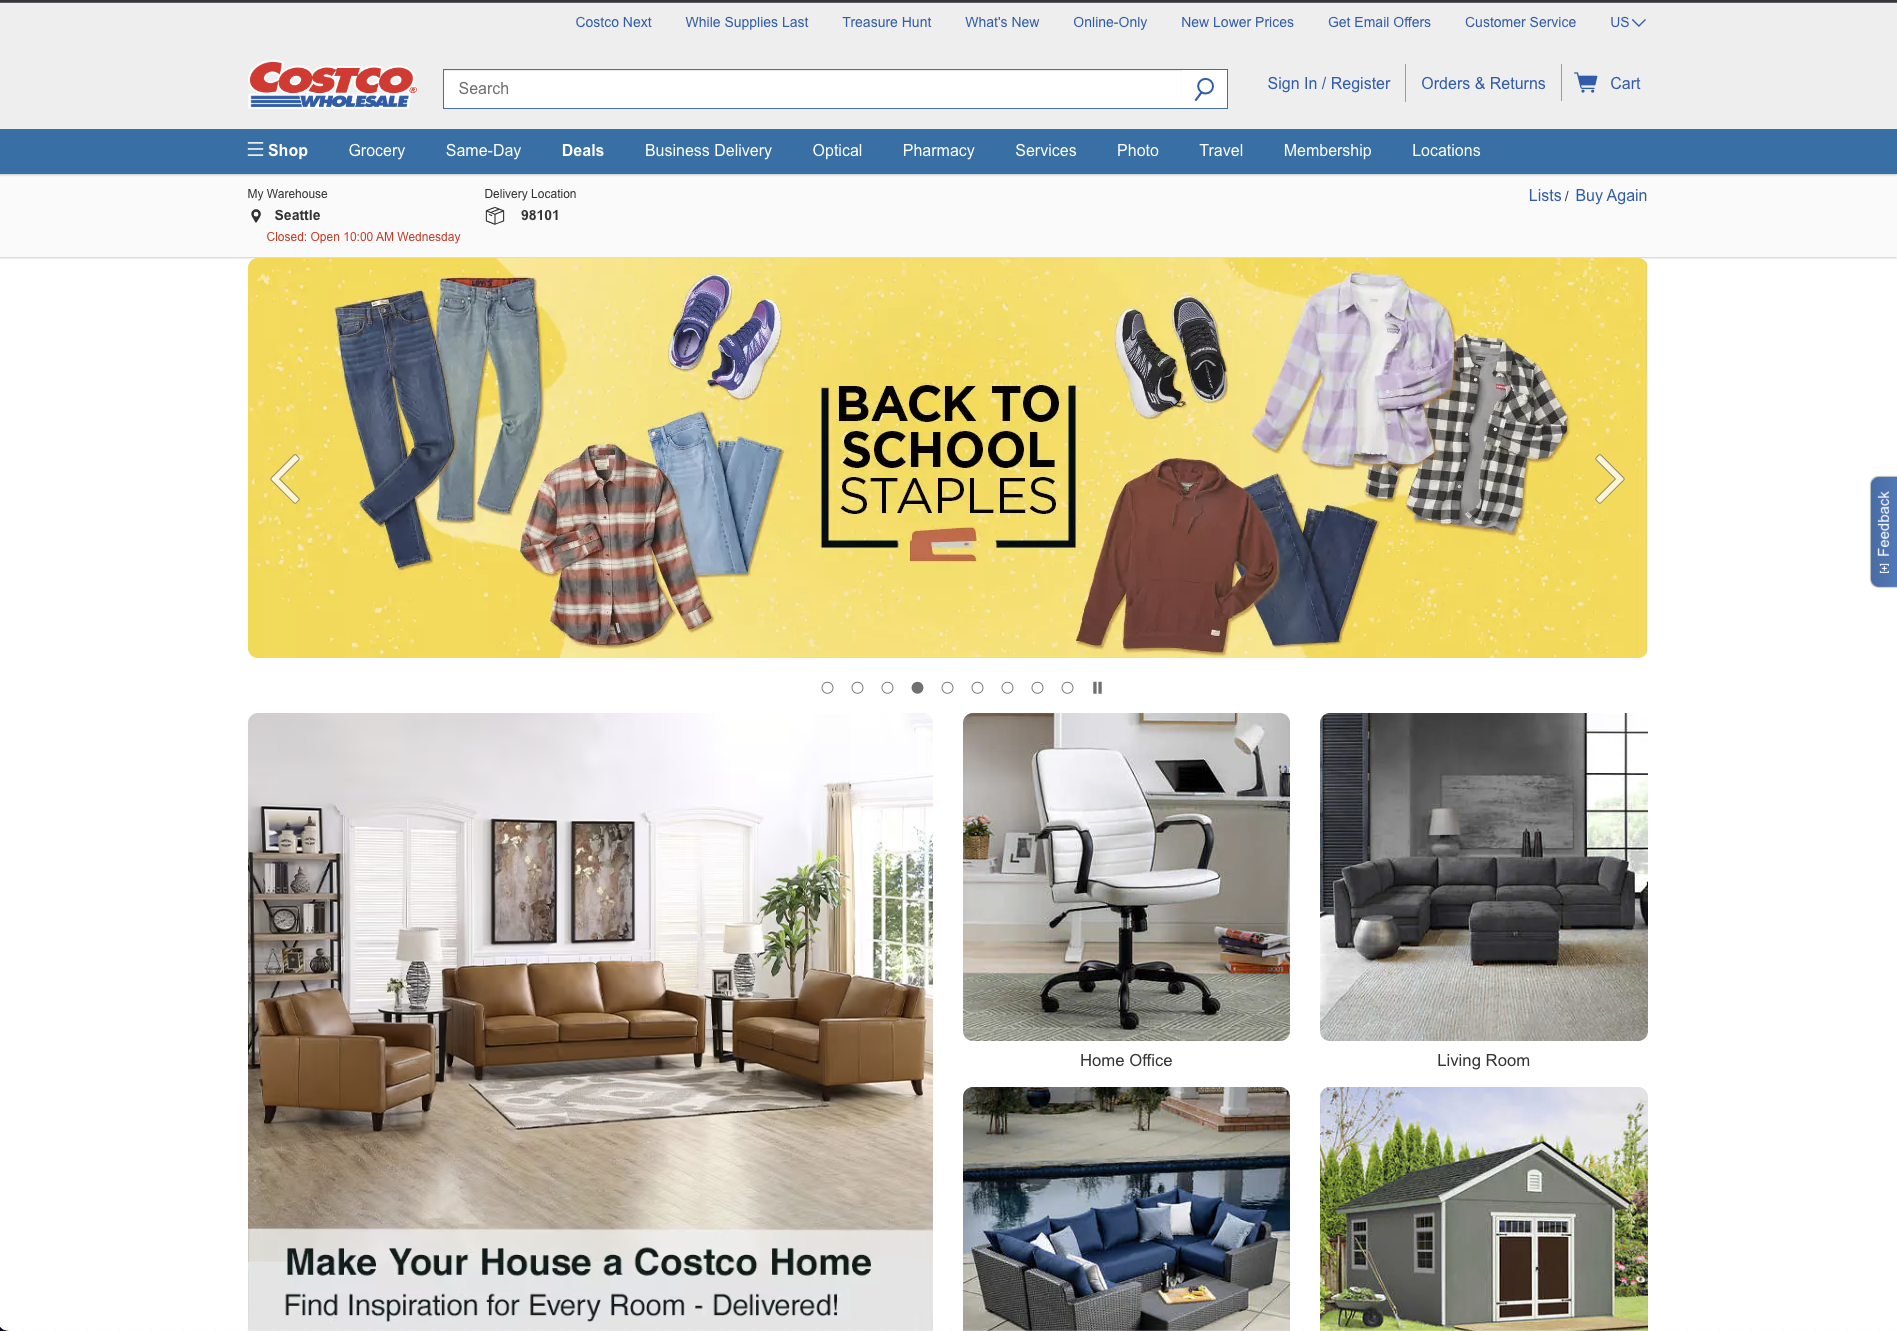 Costco Next While Supplies Last Treasure Hunt What's New Online-Only New Lower Prices Get Email Offers Customer Service US
COSTCO
WHOLESALE
Search
Sign In / Register Orders & Returns Cart
Shop Grocery Same-Day Deals Business Delivery Optical Pharmacy Services Photo Travel Membership Locations
My Warehouse Delivery Location
Lists / Buy Again
Seattle 98101
Closed: Open 10:00 AM Wednesday
BACK TO
SCHOOL
STAPLES
[+] Feedback
Home Office Living Room
Make Your House a Costco Home
Find Inspiration for Every Room - Delivered!